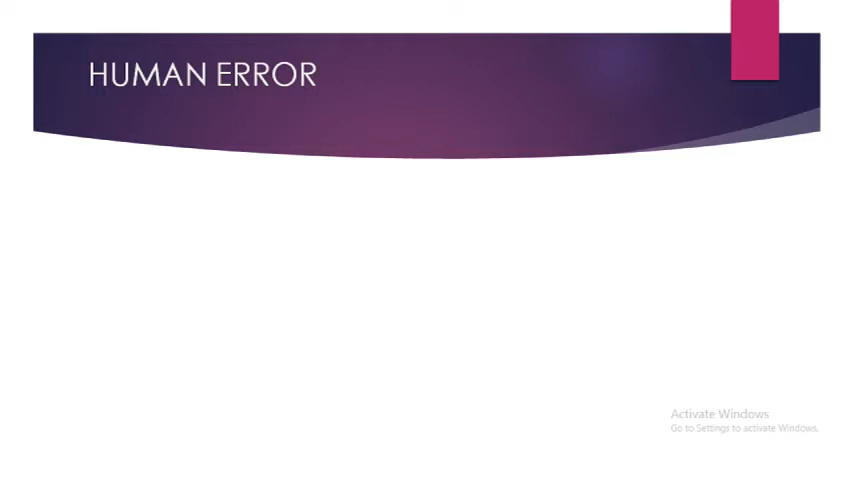 HUMAN ERROR
Activate Windows
Go to Settings to activate Windows.